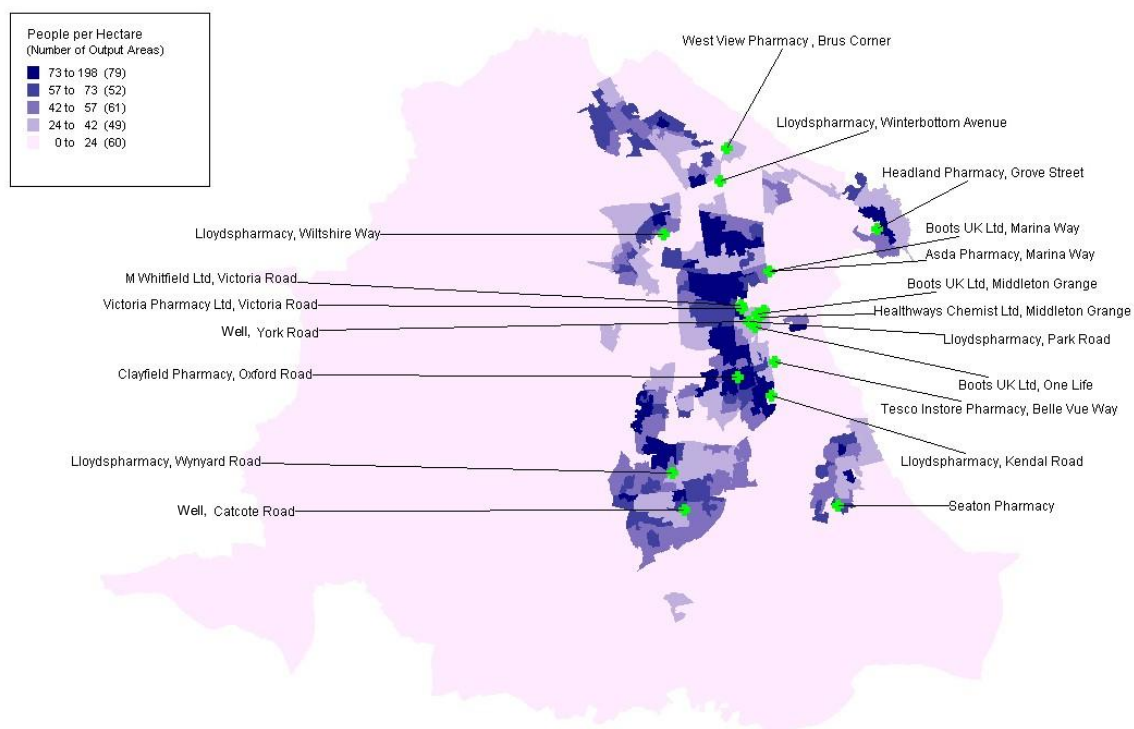 People per Hectare
(Number of Output Areas)
73 to 198 (79)
57 to 73 (52)
42 to 57 (61)
24 to 42 (49)
0 to 24 (60)
West View Pharmacy , Brus Corner
Lloydspharmacy, Winterbottom Avenue
Headland Pharmacy, Grove Street
Boots UK Ltd, Marina Way
Asda Pharmacy, Marina Way
Boots UK Ltd, Middleton Grange
Healthways Chemist Ltd, Middleton Grange
Lloydspharmacy, Park Road
Boots UK Ltd, One Life
Tesco Instore Pharmacy, Belle Vue Way
Lloydspharmacy, Kendal Road
Seaton Pharmacy
Lloydspharmacy, Wiltshire Way
M Whitfield Ltd, Victoria Road
Victoria Pharmacy Ltd, Victoria Road
Well, York Road
Clayfield Pharmacy, Oxford Road
Lloydspharmacy, Wynyard Road
Well, Catcote Road